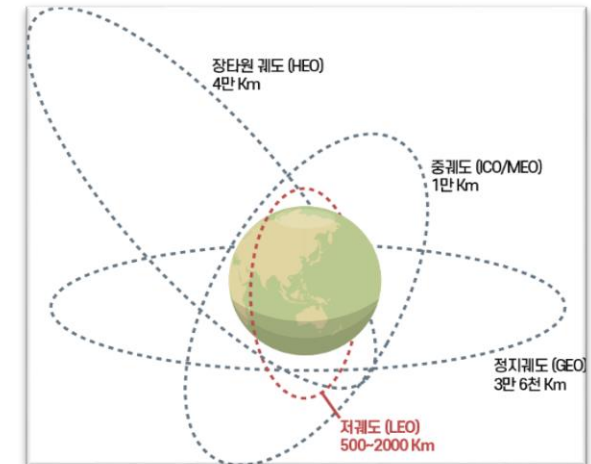 장타원 궤도 (HEO)
4만 Km
중궤도 (ICO/MEO)
1만 Km
정지궤도 (GEO)
3만 6천 Km
저궤도 (LEO)
500~2000 Km